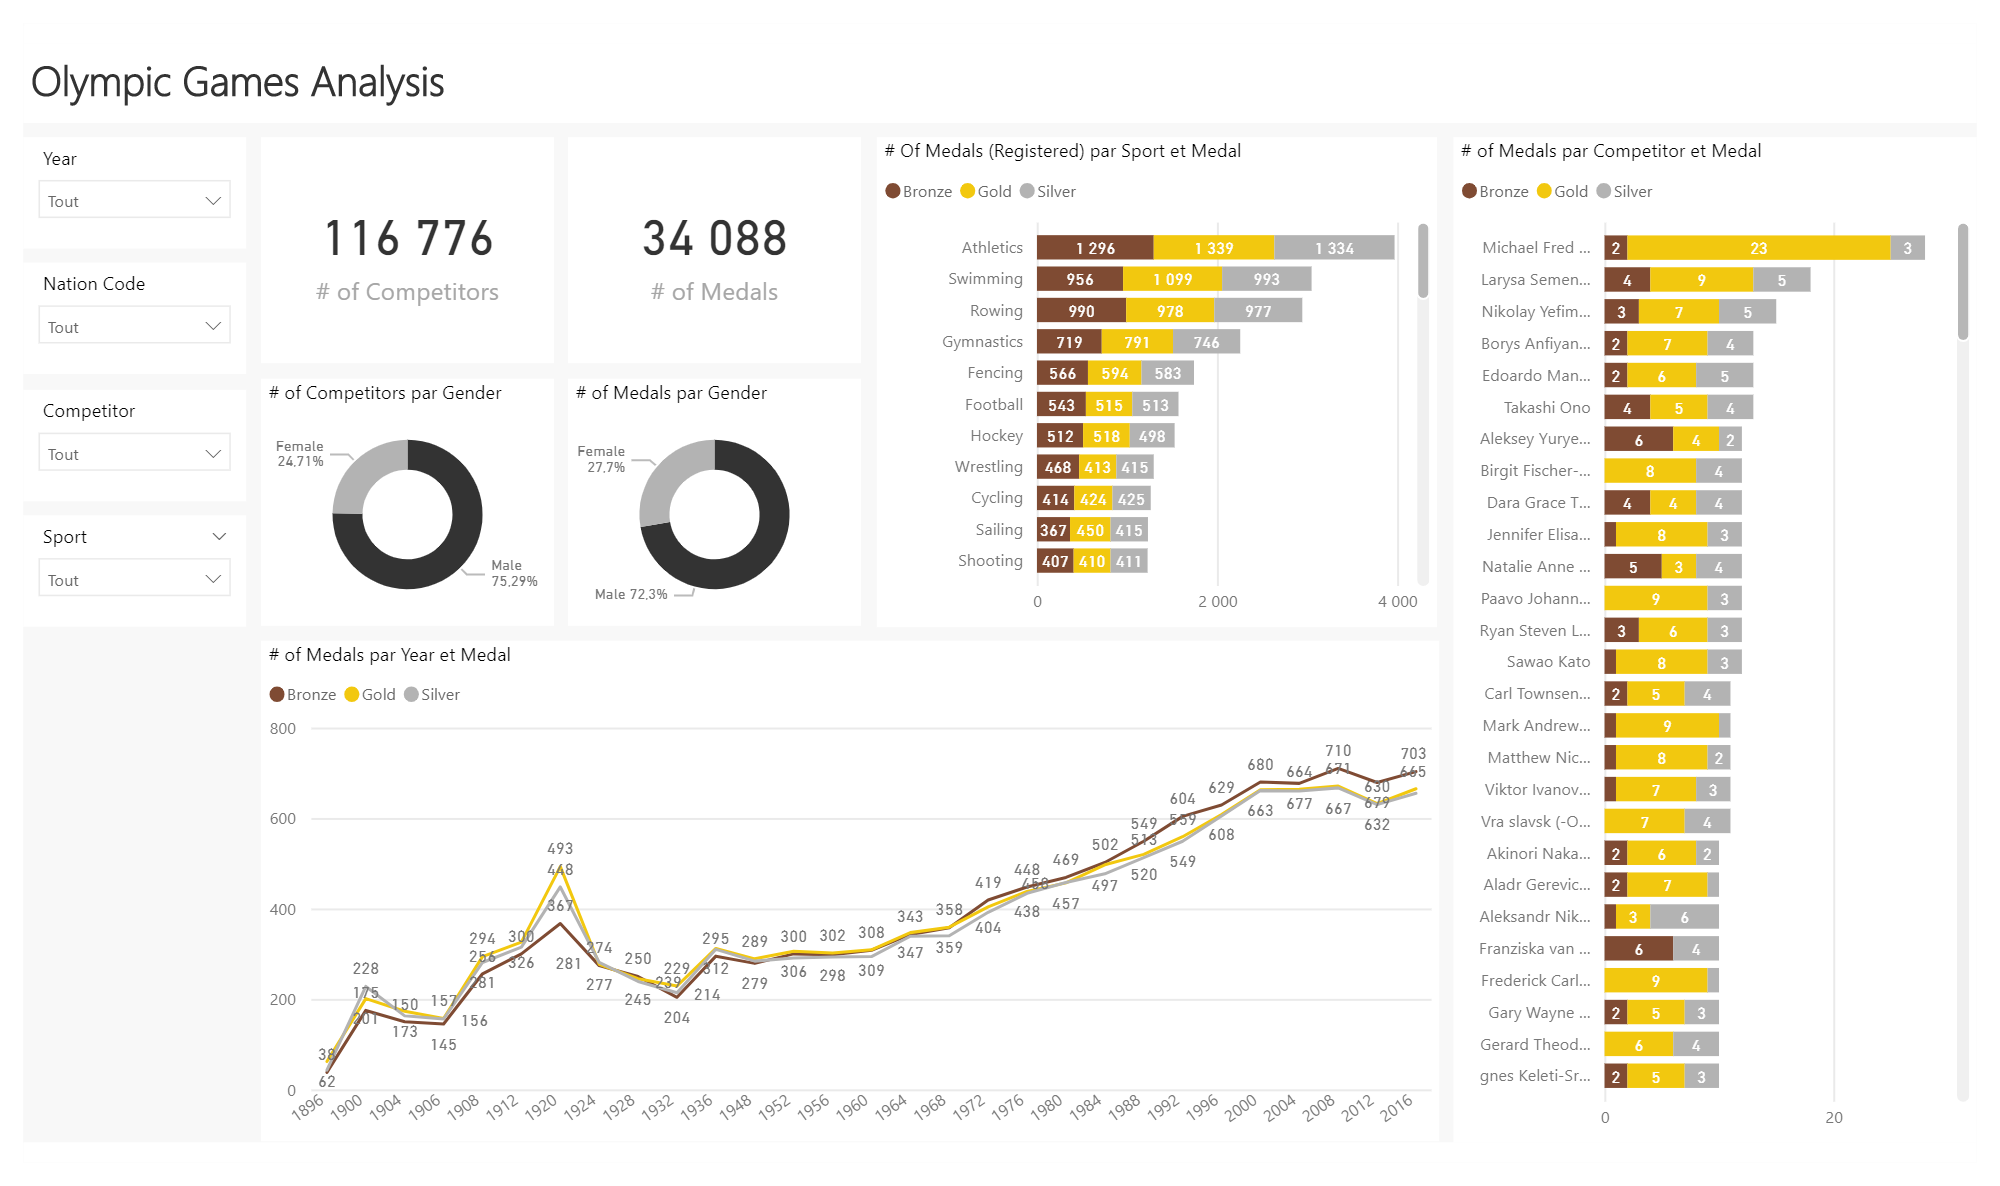 Olympic Games Analysis
Year
Tout
Nation Code
Tout
Competitor
Tout
Sport
Tout
116 776
# of Competitors
34 088
# of Medals
# of Competitors par Gender
Female
24,71%
Male
75,29%
# of Medals par Gender
Female
27,7%
Male 72,3%
# Of Medals (Registered) par Sport et Medal
Bronze Gold Silver
Athletics 1 296 1 339 1 334
Swimming 956 1 099 993
Rowing 990 978 977
Gymnastics 719 791 746
Fencing 566 594 583
Football 543 515 513
Hockey 512 518 498
Wrestling 468 413 415
Cycling 414 424 425
Sailing 367 450 415
Shooting 407 410 411
0 2 000 4 000
# of Medals par Competitor et Medal
Bronze Gold Silver
Michael Fred ... 2 23 3
Larysa Semen... 4 9 5
Nikolay Yefim... 3 7 5
Borys Anfiyan... 2 7 4
Edoardo Man... 2 6 5
Takashi Ono 4 5 4
Aleksey Yurye... 6 4 2
Birgit Fischer-... 8 4
Dara Grace T... 4 4 4
Jennifer Elisa... 8 3
Natalie Anne ... 5 3 4
Paavo Johann... 9 3
Ryan Steven L... 3 6 3
Sawao Kato 8 3
Carl Townsen... 2 5 4
Mark Andrew... 9
Matthew Nic... 8 2
Viktor Ivanov... 7 3
Vra slavsk (-O... 7 4
Akinori Naka... 2 6 2
Aladr Gerevic... 2 7
Aleksandr Nik... 3 6
Franziska van ... 6 4
Frederick Carl... 9
Gary Wayne ... 2 5 3
Gerard Theod... 6 4
gnes Keleti-Sr... 2 5 3
0 20
# of Medals par Year et Medal
Bronze Gold Silver
800
600
400
200
0
38 62
228 175 201
150 173
157 145 156
294 256 281
300 326
493 448 367
274 281 277
250 245
229 239 204 214
295 312
289 279
300 306
302 298
308 309
343 347
358 359
419 404
448 458 438
469 457
502 497
549 513 520
604 559 549
629 608
680 663
664 677
710 671 667
630 679 632
703 665
1896 1900 1904 1906 1908 1912 1920 1924 1928 1932 1936 1948 1952 1956 1960 1964 1968 1972 1976 1980 1984 1988 1992 1996 2000 2004 2008 2012 2016